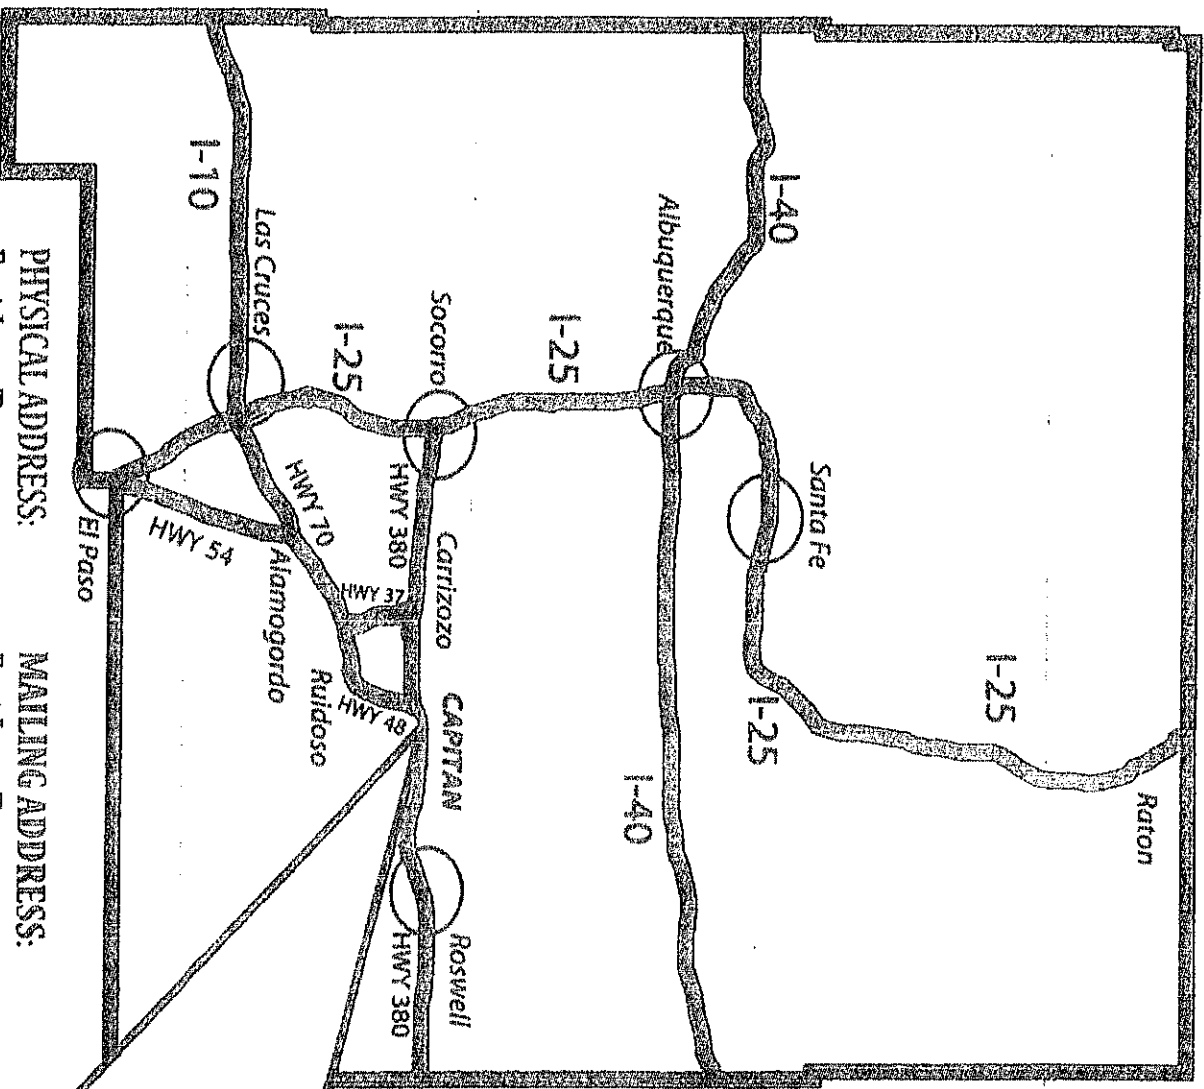 Raton
I-25
I-25
Santa Fe
I-40
Albuquerque
I-40
I-25
Socorro
HWY 380
Carrizozo
CAPITAN
Roswell
HWY 380
I-25
HWY 37
HWY 48
Ruidoso
Las Cruces
HWY 70
Alamogordo
I-10
HWY 54
El Paso
PHYSICAL ADDRESS:
MAILING ADDRESS: